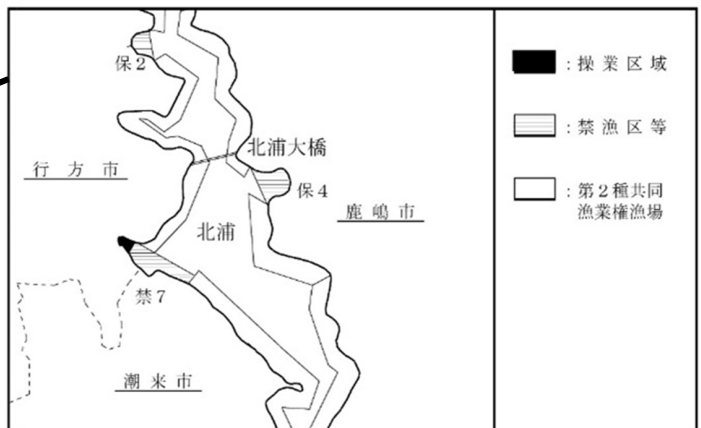 保２
北浦大橋
行方市
保４
鹿嶋市
北浦
禁７
潮来市
：操業区域
：禁漁区等
：第２種共同
漁業権漁場